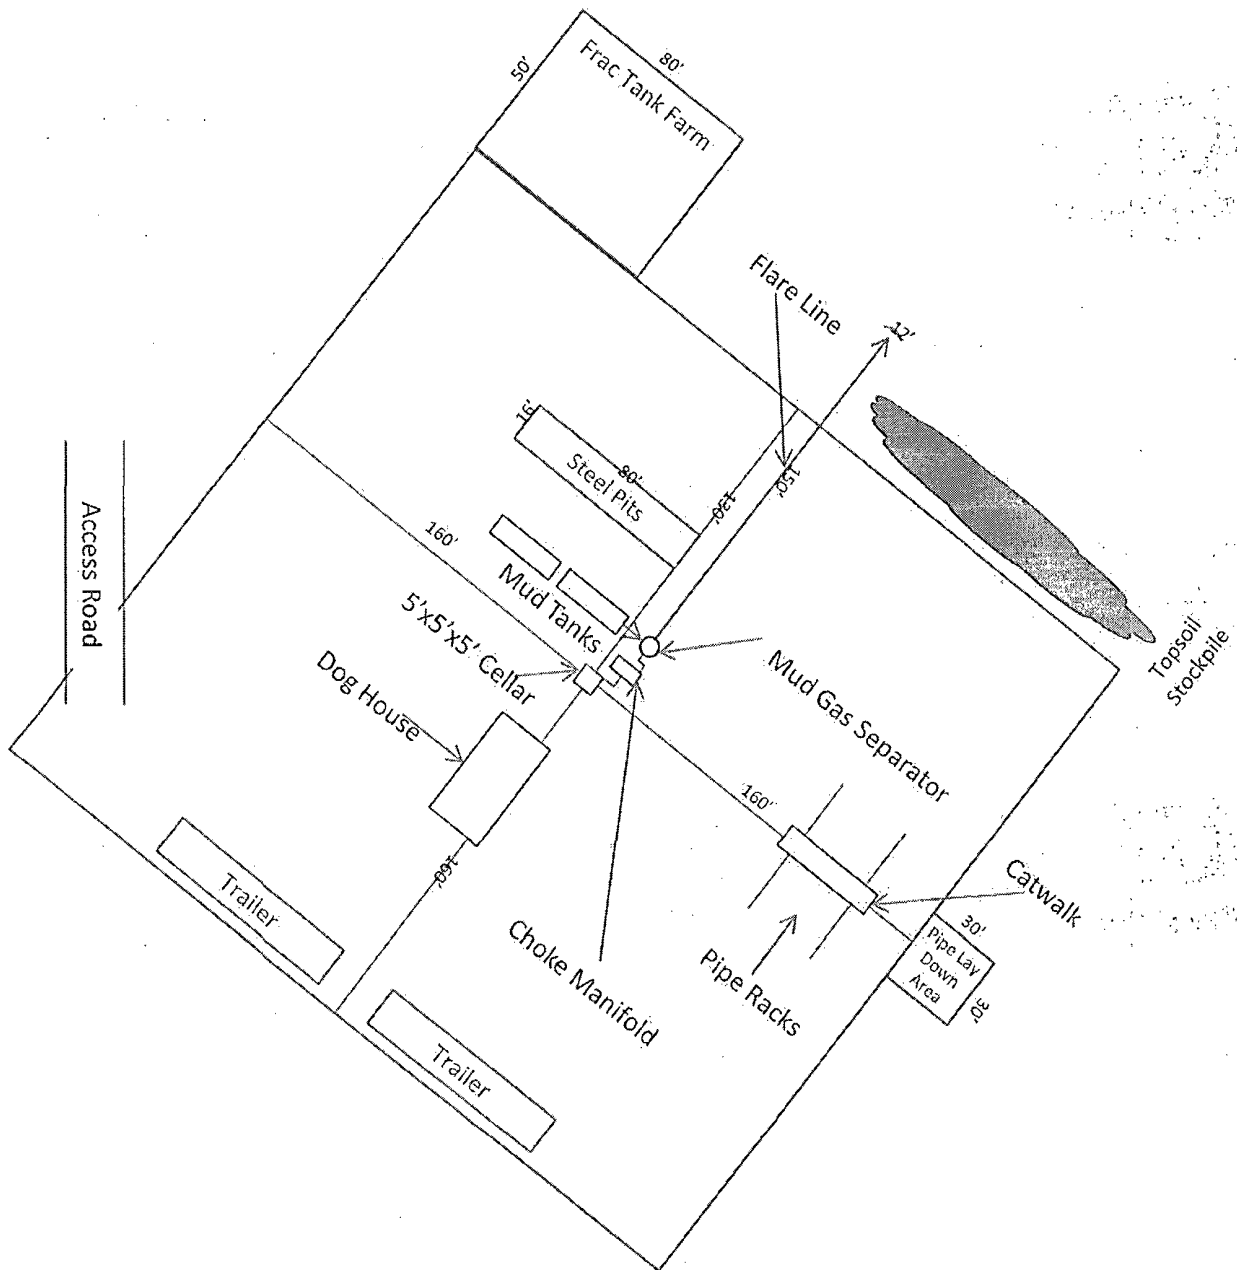 80'
50'
Frac Tank Farm
Flare Line
12'
16'
80'
Steel Pits
130'
150'
160'
Access Road
Mud Tanks
5'x5'x5' Cellar
Dog House
Topsoil
Stockpile
Mud Gas Separator
160'
160'
Catwalk
Trailer
Choke Manifold
Pipe Racks
30'
Pipe Lay
Down
Area
30'
Trailer